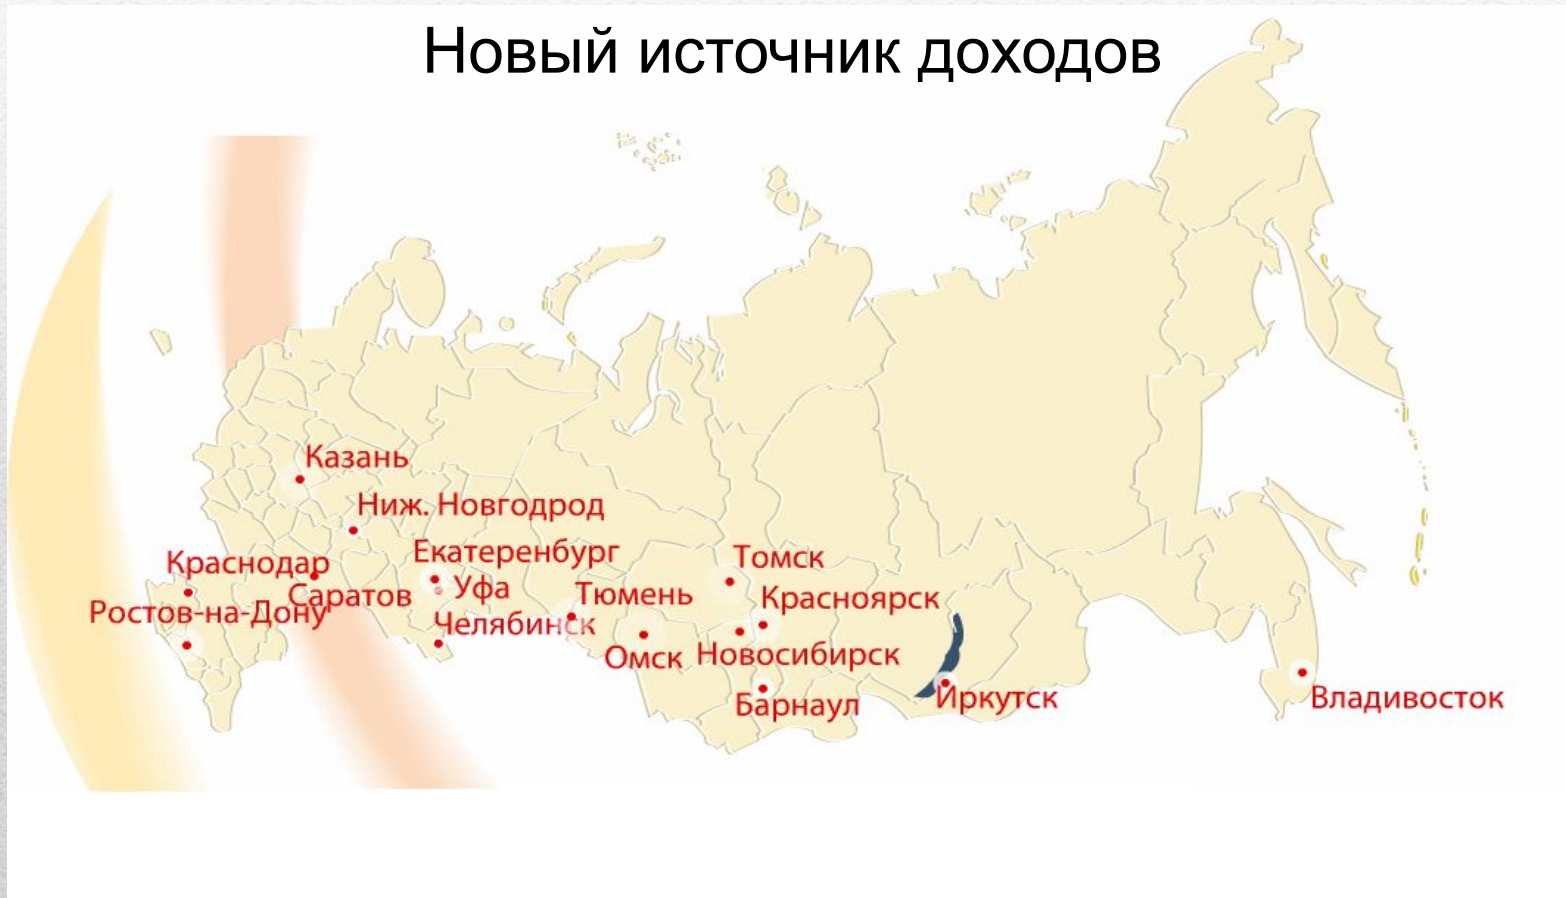 Новый источник доходов
Казань
Ниж. Новгодрод
Екатеренбург
Томск
Краснодар
Уфа
Тюмень
Саратов
Красноярск
Ростов-на-Дону
Челябинск
Омск
Новосибирск
Барнаул
Иркутск
Владивосток